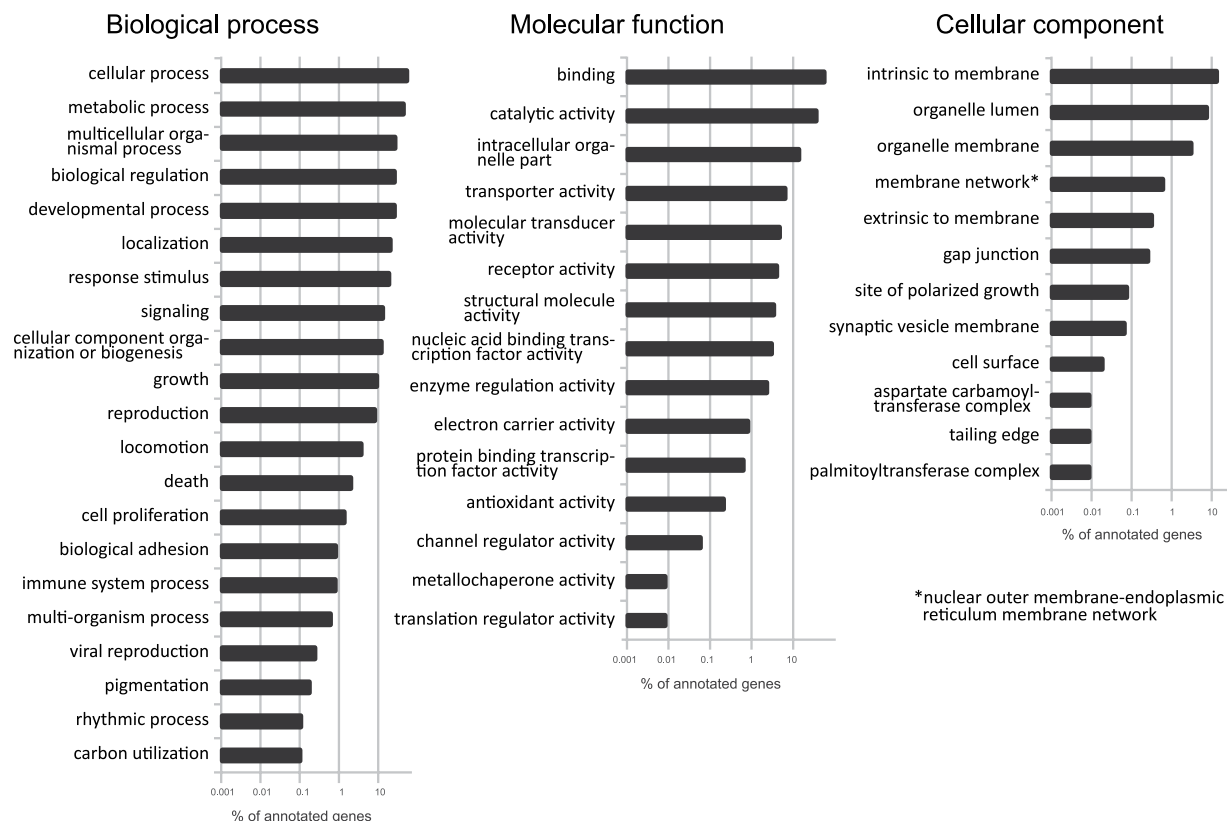 Biological process
cellular process
metabolic process
multicellular orga-
nismal process
biological regulation
developmental process
localization
response stimulus
signaling
cellular component orga-
nization or biogenesis
growth
reproduction
locomotion
death
cell proliferation
biological adhesion
immune system process
multi-organism process
viral reproduction
pigmentation
rhythmic process
carbon utilization
0.001 0.01 0.1 1 10
% of annotated genes
Molecular function
binding
catalytic activity
intracellular orga-
nelle part
transporter activity
molecular transducer
activity
receptor activity
structural molecule
activity
nucleic acid binding trans-
cription factor activity
enzyme regulation activity
electron carrier activity
protein binding transcrip-
tion factor activity
antioxidant activity
channel regulator activity
metallochaperone activity
translation regulator activity
0.001 0.01 0.1 1 10
% of annotated genes
Cellular component
intrinsic to membrane
organelle lumen
organelle membrane
membrane network*
extrinsic to membrane
gap junction
site of polarized growth
synaptic vesicle membrane
cell surface
aspartate carbamoyl-
transferase complex
tailing edge
palmitoyltransferase complex
0.001 0.01 0.1 1 10
% of annotated genes
*nuclear outer membrane-endoplasmic
reticulum membrane network